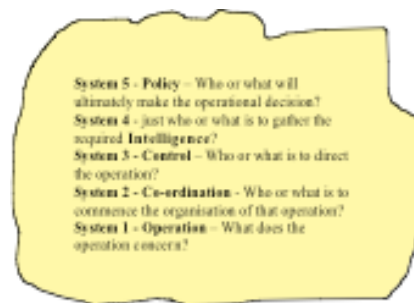 System 5 - Policy – Who or what will
ultimately make the operational decision?
System 4 - just who or what is to gather the
required Intelligence?
System 3 - Control – Who or what is to direct
the operation?
System 2 - Co-ordination - Who or what is to
commence the organisation of that operation?
System 1 - Operation – What does the
operation concern?